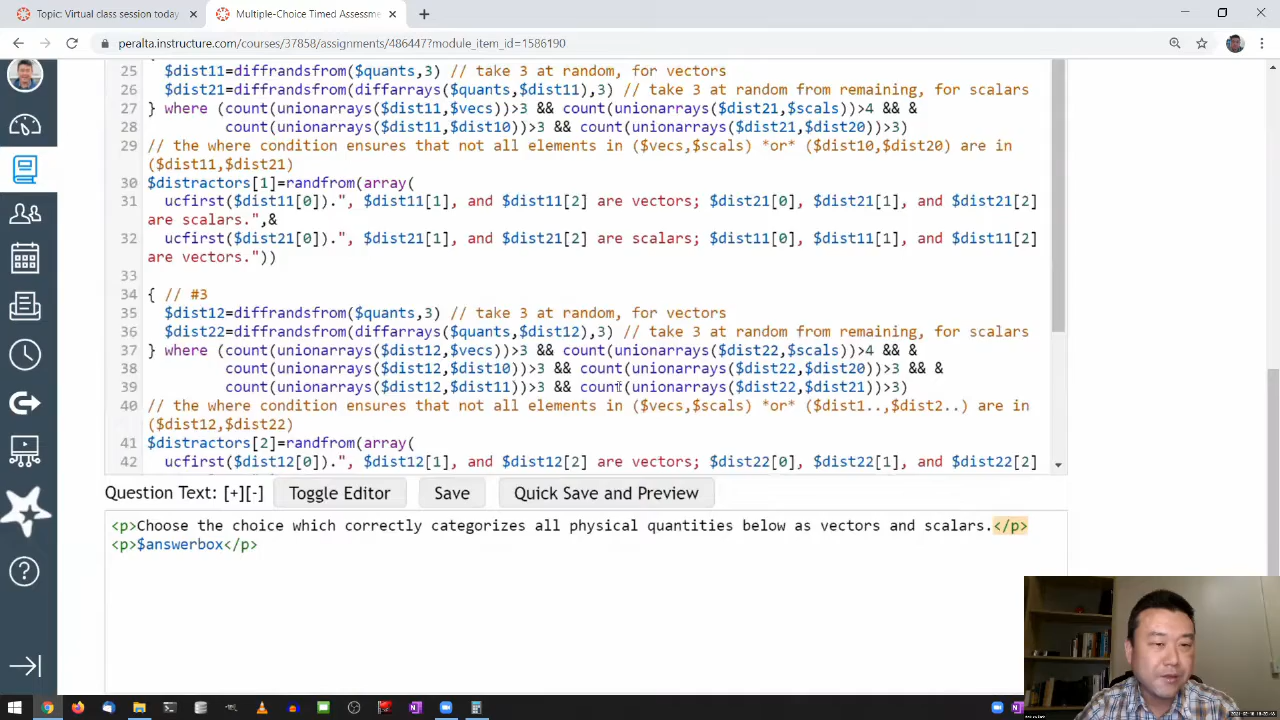 Topic: Virtual class session today
Multiple-Choice Timed Assessme
peralta.instructure.com/courses/37858/assignments/486447?module_item_id=1586190
25 {
$dist11=diffrandsfrom($quants,3) // take 3 at random, for vectors
26 $dist21=diffrandsfrom(diffarrays($quants,$dist11),3) // take 3 at random from remaining, for scalars
27 } where (count(unionarrays($dist11,$vecs))>3 && count(unionarrays($dist21,$scals))>4 && &
28 count(unionarrays($dist11,$dist10))>3 && count(unionarrays($dist21,$dist20))>3)
29 // the where condition ensures that not all elements in ($vecs,$scals) *or* ($dist10,$dist20) are in
($dist11,$dist21)
30 $distractors[1]=randfrom(array(
31 ucfirst($dist11[0]).", $dist11[1], and $dist11[2] are vectors; $dist21[0], $dist21[1], and $dist21[2]
are scalars.",&
32 ucfirst($dist21[0]).", $dist21[1], and $dist21[2] are scalars; $dist11[0], $dist11[1], and $dist11[2]
are vectors."))
33
34 { // #3
35 $dist12=diffrandsfrom($quants,3) // take 3 at random, for vectors
36 $dist22=diffrandsfrom(diffarrays($quants,$dist12),3) // take 3 at random from remaining, for scalars
37 } where (count(unionarrays($dist12,$vecs))>3 && count(unionarrays($dist22,$scals))>4 && &
38 count(unionarrays($dist12,$dist10))>3 && count(unionarrays($dist22,$dist20))>3 && &
39 count(unionarrays($dist12,$dist11))>3 && count(unionarrays($dist22,$dist21))>3)
40 // the where condition ensures that not all elements in ($vecs,$scals) *or* ($dist1..,$dist2..) are in
($dist12,$dist22)
41 $distractors[2]=randfrom(array(
42 ucfirst($dist12[0]).", $dist12[1], and $dist12[2] are vectors; $dist22[0], $dist22[1], and $dist22[2]
Question Text: [+][-] Toggle Editor Save Quick Save and Preview
<p>Choose the choice which correctly categorizes all physical quantities below as vectors and scalars.</p>
<p>$answerbox</p>